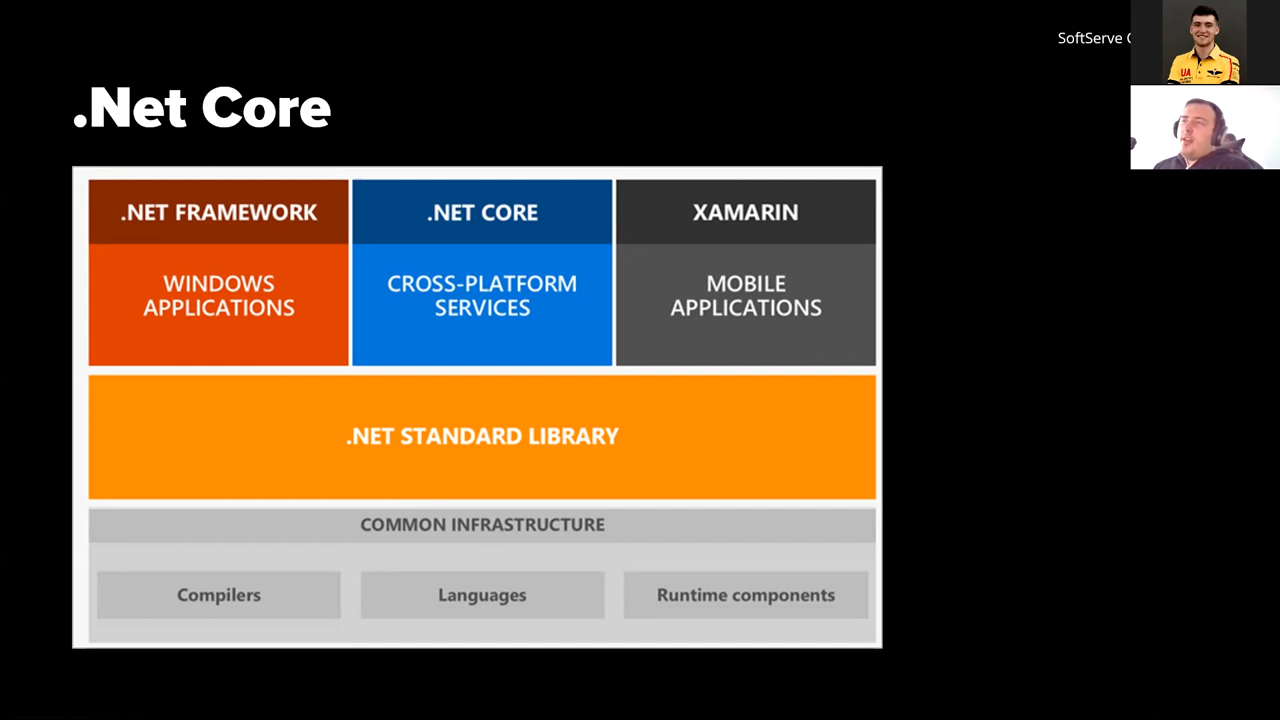 SoftServe
.Net Core
.NET FRAMEWORK
.NET CORE
XAMARIN
WINDOWS
APPLICATIONS
CROSS-PLATFORM
SERVICES
MOBILE
APPLICATIONS
.NET STANDARD LIBRARY
COMMON INFRASTRUCTURE
Compilers
Languages
Runtime components
UA